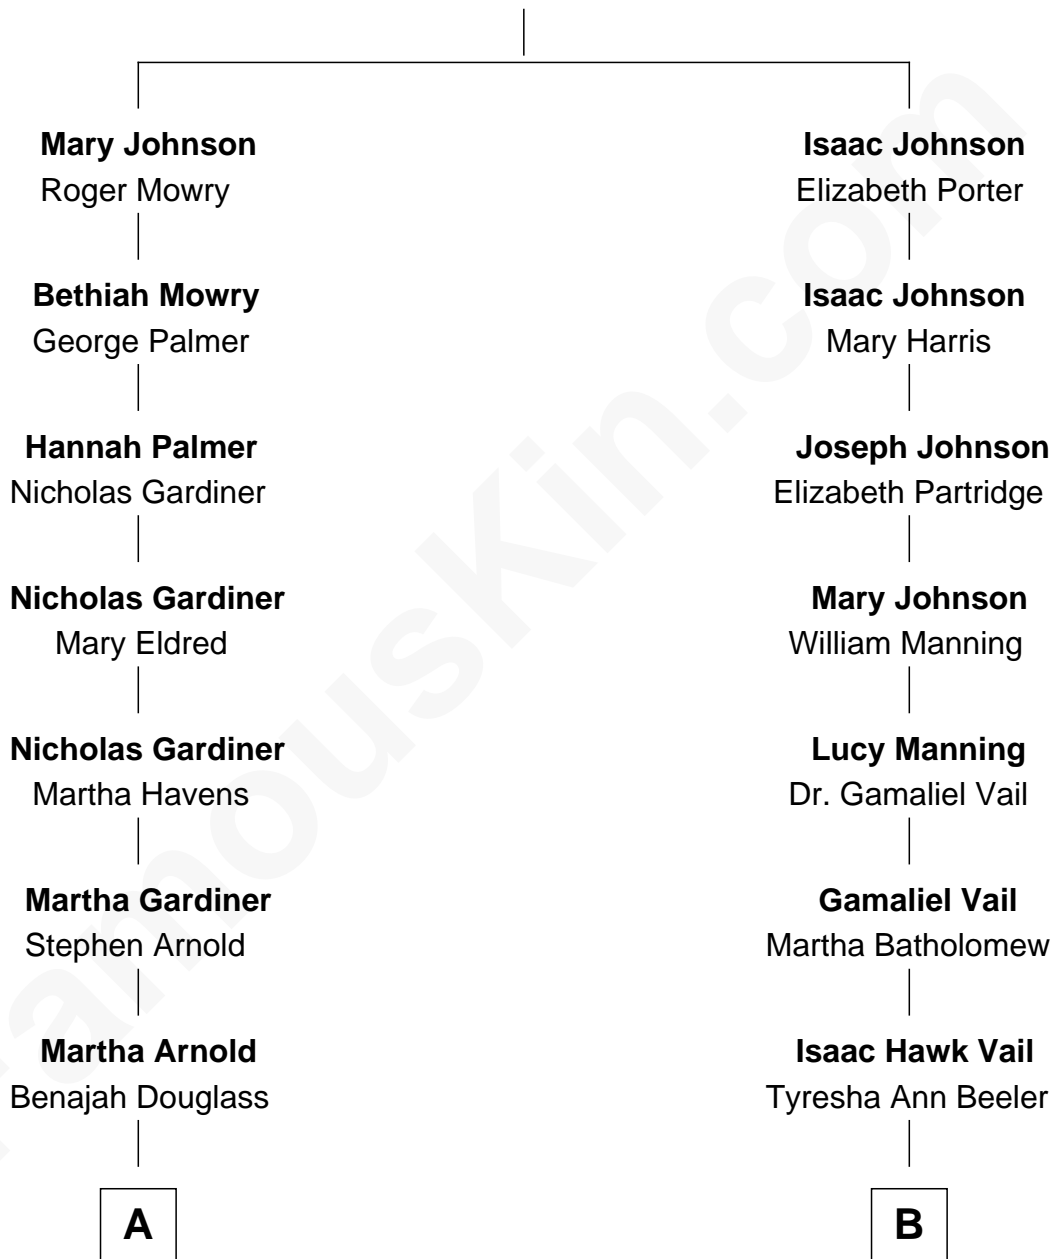 Mary Johnson
Roger Mowry
Isaac Johnson
Elizabeth Porter
Bethiah Mowry
George Palmer
Isaac Johnson
Mary Harris
Hannah Palmer
Nicholas Gardiner
Joseph Johnson
Elizabeth Partridge
Nicholas Gardiner
Mary Eldred
Mary Johnson
William Manning
Nicholas Gardiner
Martha Havens
Lucy Manning
Dr. Gamaliel Vail
Martha Gardiner
Stephen Arnold
Gamaliel Vail
Martha Batholomew
Martha Arnold
Benajah Douglass
Isaac Hawk Vail
Tyresha Ann Beeler
A
B
FamousKin.com